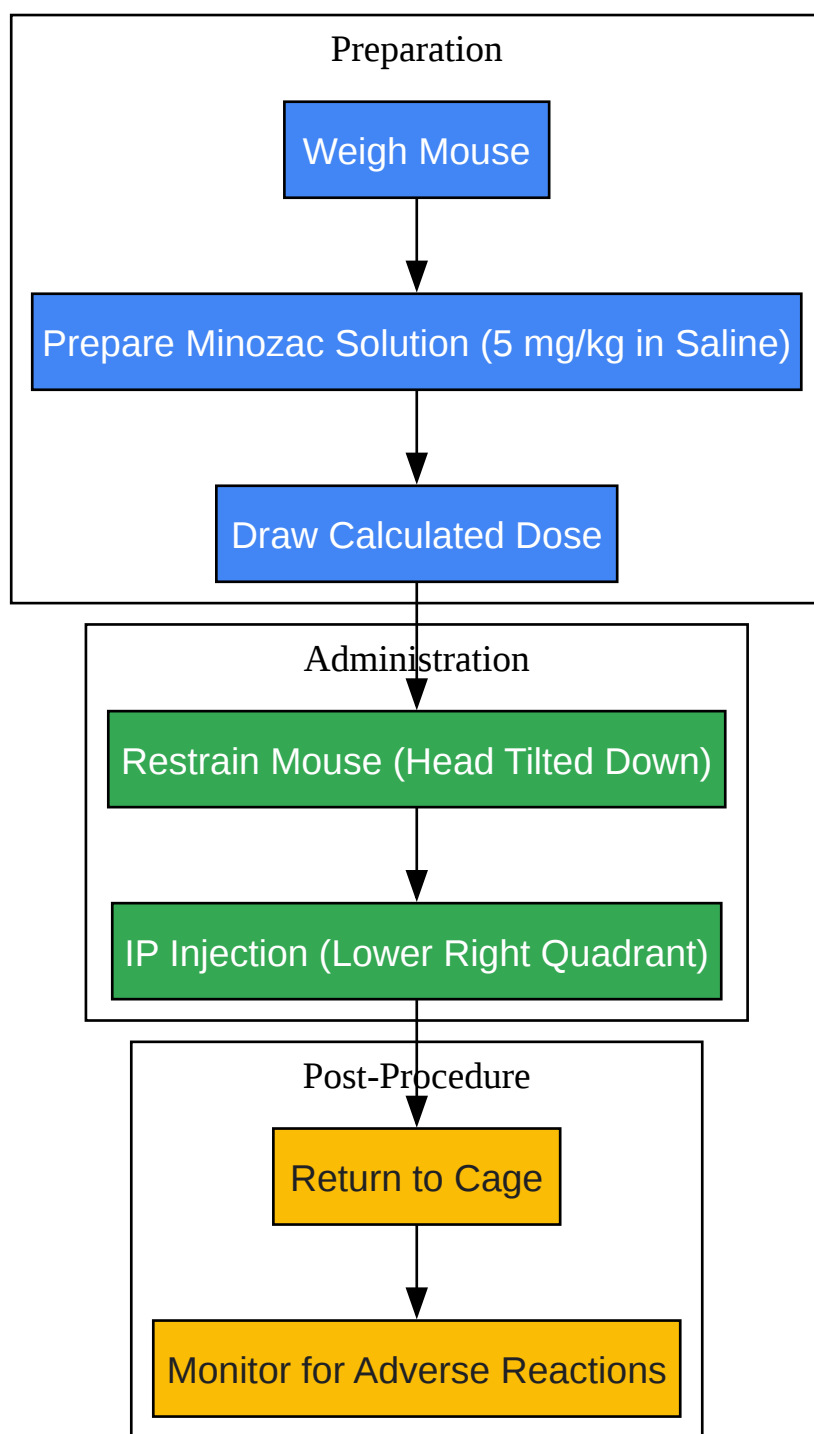 Preparation
Weigh Mouse
Prepare Minozac Solution (5 mg/kg in Saline)
Draw Calculated Dose
Administration
Restrain Mouse (Head Tilted Down)
IP Injection (Lower Right Quadrant)
Post-Procedure
Return to Cage
Monitor for Adverse Reactions